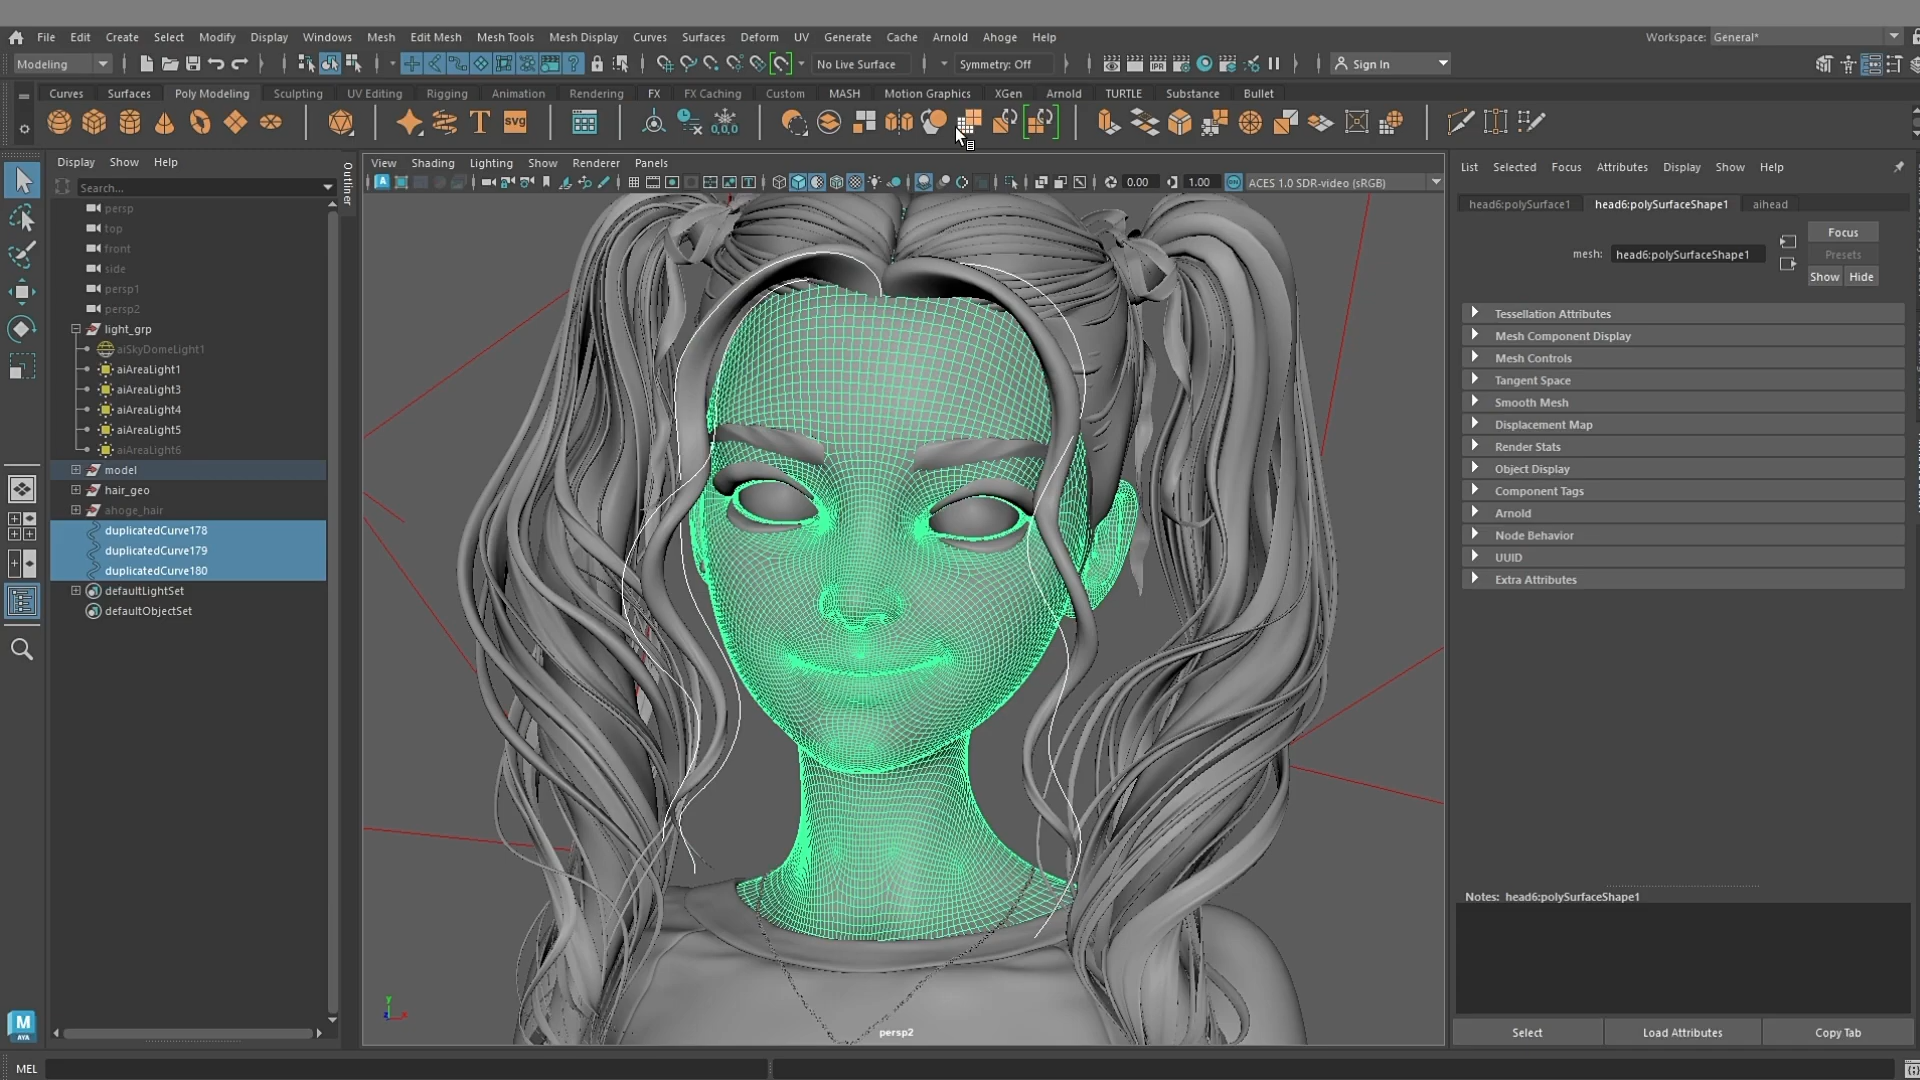 File Edit Create Select Modify Display Windows Mesh Edit Mesh Mesh Tools Mesh Display Curves Surfaces Deform UV Generate Cache Arnold Ahoge Help Workspace: General*
Modeling No Live Surface Symmetry: Off Sign In
Curves Surfaces Poly Modeling Sculpting UV Editing Rigging Animation Rendering FX FX Caching Custom MASH Motion Graphics XGen Arnold TURTLE Substance Bullet
T svg 0,0,0
Display Show Help
Search...
Outliner
persp
top
front
side
persp1
persp2
light_grp
aiSkyDomeLight1
aiAreaLight1
aiAreaLight3
aiAreaLight4
aiAreaLight5
aiAreaLight6
model
hair_geo
ahoge_hair
duplicatedCurve178
duplicatedCurve179
duplicatedCurve180
defaultLightSet
defaultObjectSet
View Shading Lighting Show Renderer Panels
0.00 1.00 ACES 1.0 SDR-video (sRGB)
y
z x
persp2
List Selected Focus Attributes Display Show Help
head6:polySurface1 head6:polySurfaceShape1 aihead
Focus
mesh: head6:polySurfaceShape1 Presets
Show Hide
Tessellation Attributes
Mesh Component Display
Mesh Controls
Tangent Space
Smooth Mesh
Displacement Map
Render Stats
Object Display
Component Tags
Arnold
Node Behavior
UUID
Extra Attributes
Notes: head6:polySurfaceShape1
Select Load Attributes Copy Tab
M
AYA
MEL